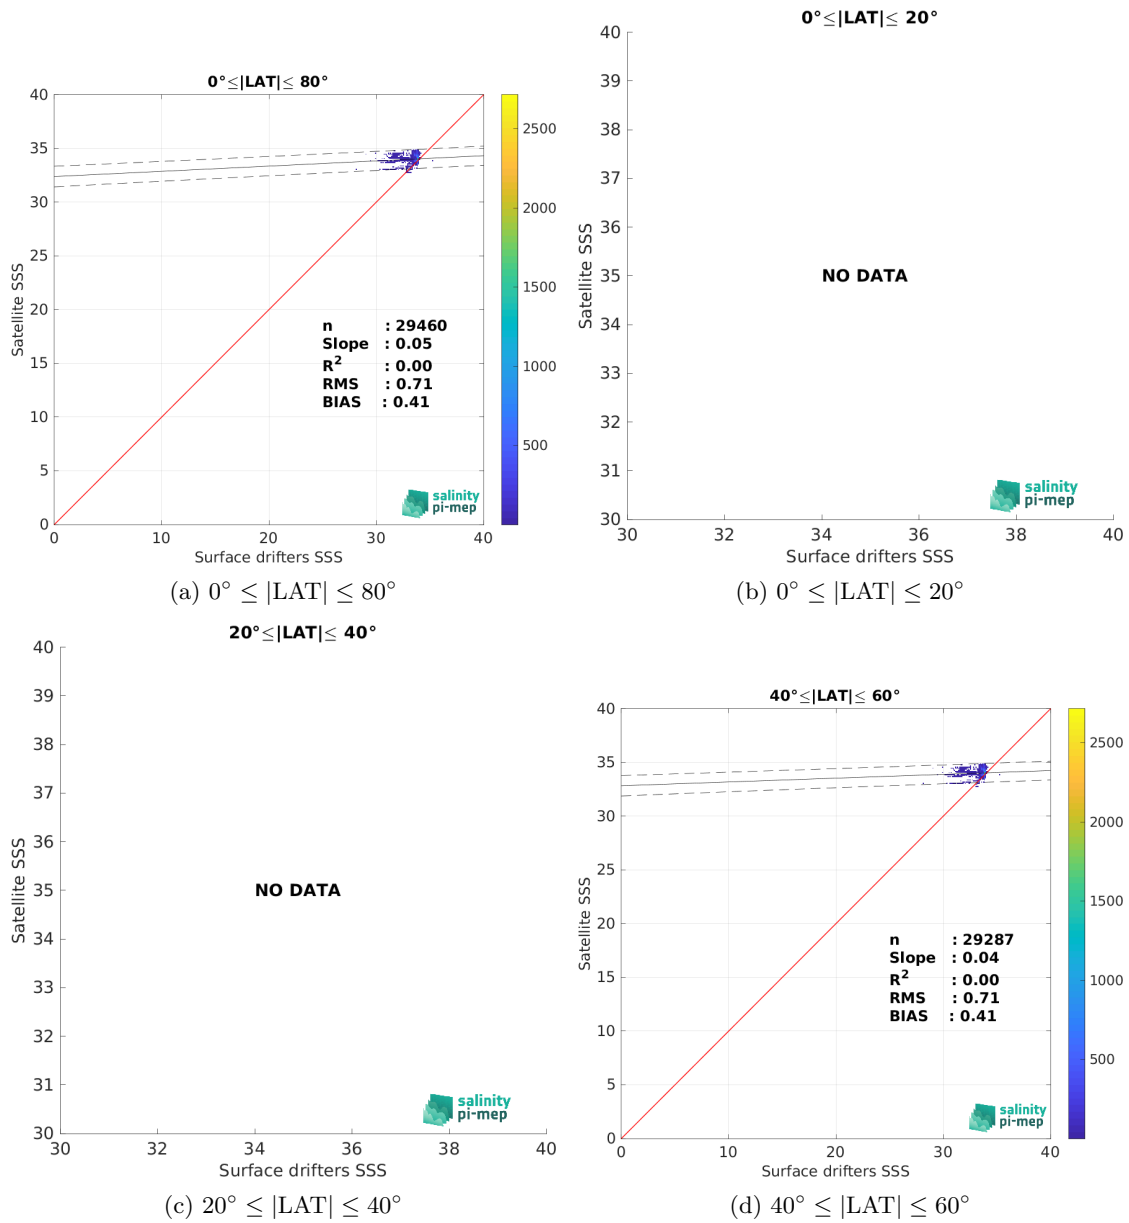 0°≤|LAT|≤ 80°
40
35
30
25
20
15
10
5
0
Satellite SSS
n : 29460
Slope : 0.05
R² : 0.00
RMS : 0.71
BIAS : 0.41
salinity
pi-mep
0 10 20 30 40
Surface drifters SSS
2500
2000
1500
1000
500
(a) 0° ≤ |LAT| ≤ 80°
0°≤|LAT|≤ 20°
40
39
38
37
36
35
34
33
32
31
30
Satellite SSS
NO DATA
salinity
pi-mep
30 32 34 36 38 40
Surface drifters SSS
(b) 0° ≤ |LAT| ≤ 20°
20°≤|LAT|≤ 40°
40
39
38
37
36
35
34
33
32
31
30
Satellite SSS
NO DATA
salinity
pi-mep
30 32 34 36 38 40
Surface drifters SSS
(c) 20° ≤ |LAT| ≤ 40°
40°≤|LAT|≤ 60°
40
35
30
25
20
15
10
5
0
Satellite SSS
n : 29287
Slope : 0.04
R² : 0.00
RMS : 0.71
BIAS : 0.41
salinity
pi-mep
0 10 20 30 40
Surface drifters SSS
2500
2000
1500
1000
500
(d) 40° ≤ |LAT| ≤ 60°